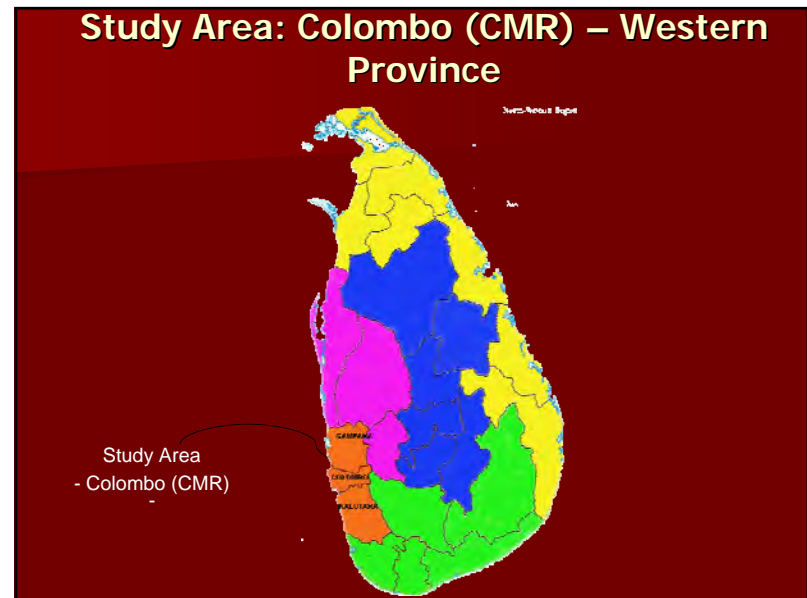 Study Area: Colombo (CMR) – Western
Province
GAMPAHA
COLOMBO
KALUTARA
Study Area
- Colombo (CMR)
-